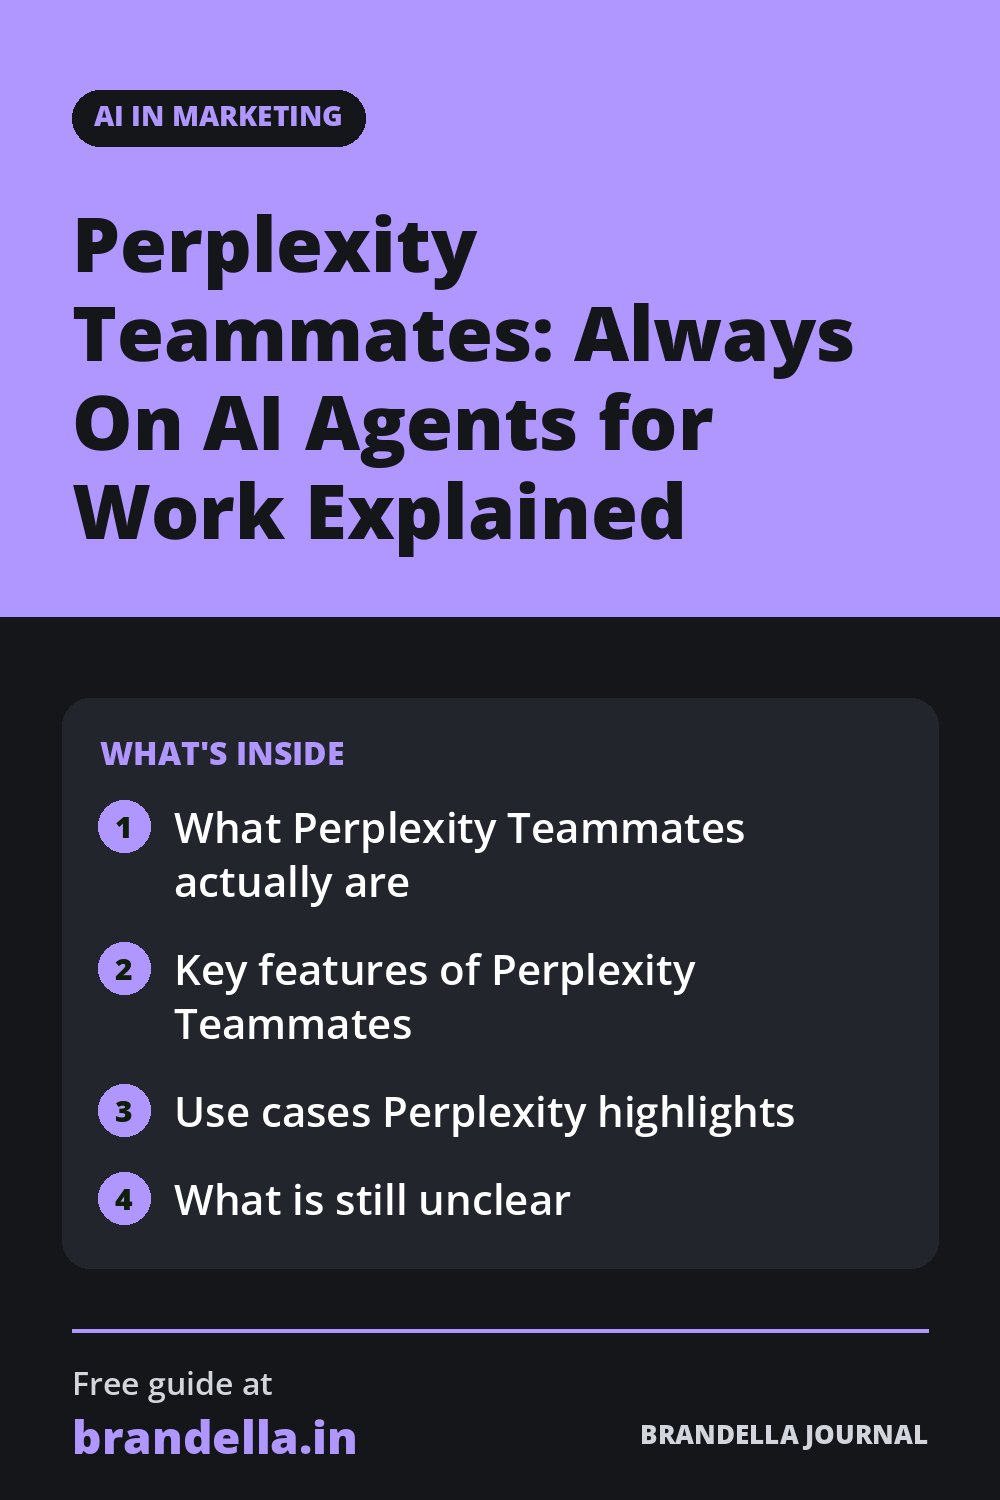 AI IN MARKETING
Perplexity
Teammates: Always
On AI Agents for
Work Explained
WHAT'S INSIDE
1 What Perplexity Teammates
actually are
2 Key features of Perplexity
Teammates
3 Use cases Perplexity highlights
4 What is still unclear
Free guide at
brandella.in
BRANDELLA JOURNAL